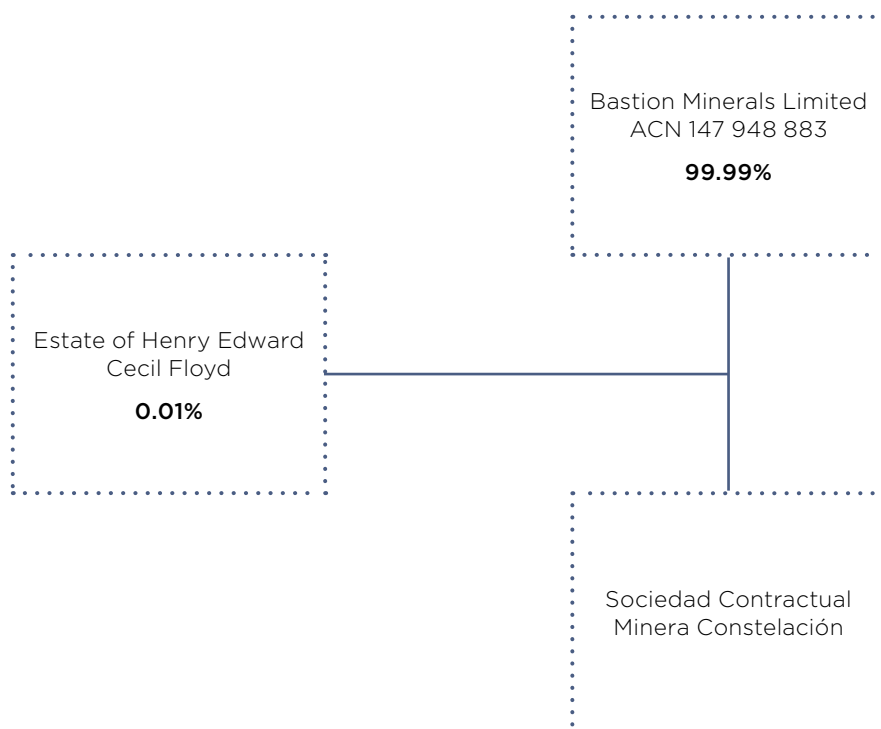 Bastion Minerals Limited
ACN 147 948 883
99.99%
Estate of Henry Edward
Cecil Floyd
0.01%
Sociedad Contractual
Minera Constelación